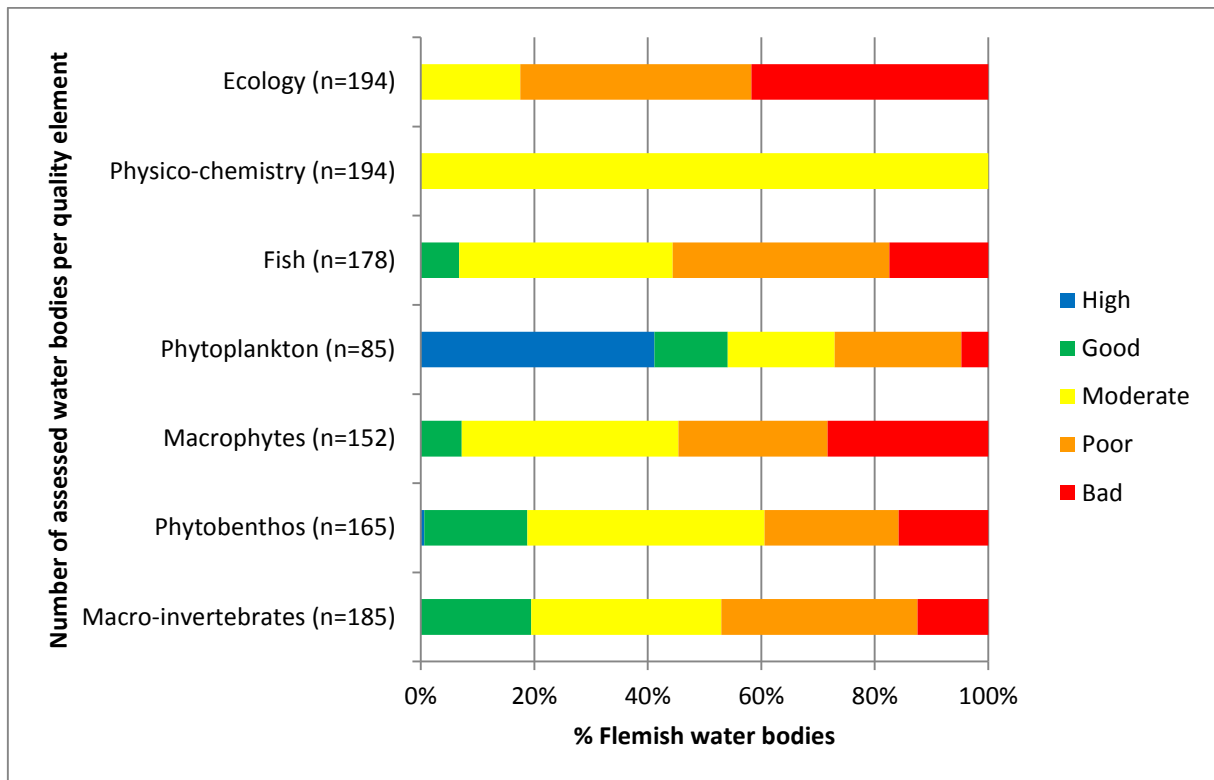 Number of assessed water bodies per quality element
Ecology (n=194)
Physico-chemistry (n=194)
Fish (n=178)
Phytoplankton (n=85)
Macrophytes (n=152)
Phytobenthos (n=165)
Macro-invertebrates (n=185)
0% 20% 40% 60% 80% 100%
% Flemish water bodies
High
Good
Moderate
Poor
Bad